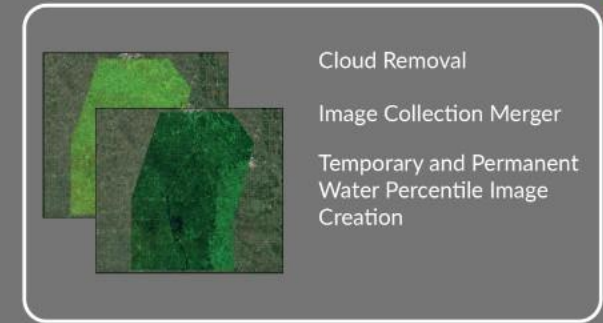 Cloud Removal
Image Collection Merger
Temporary and Permanent
Water Percentile Image
Creation